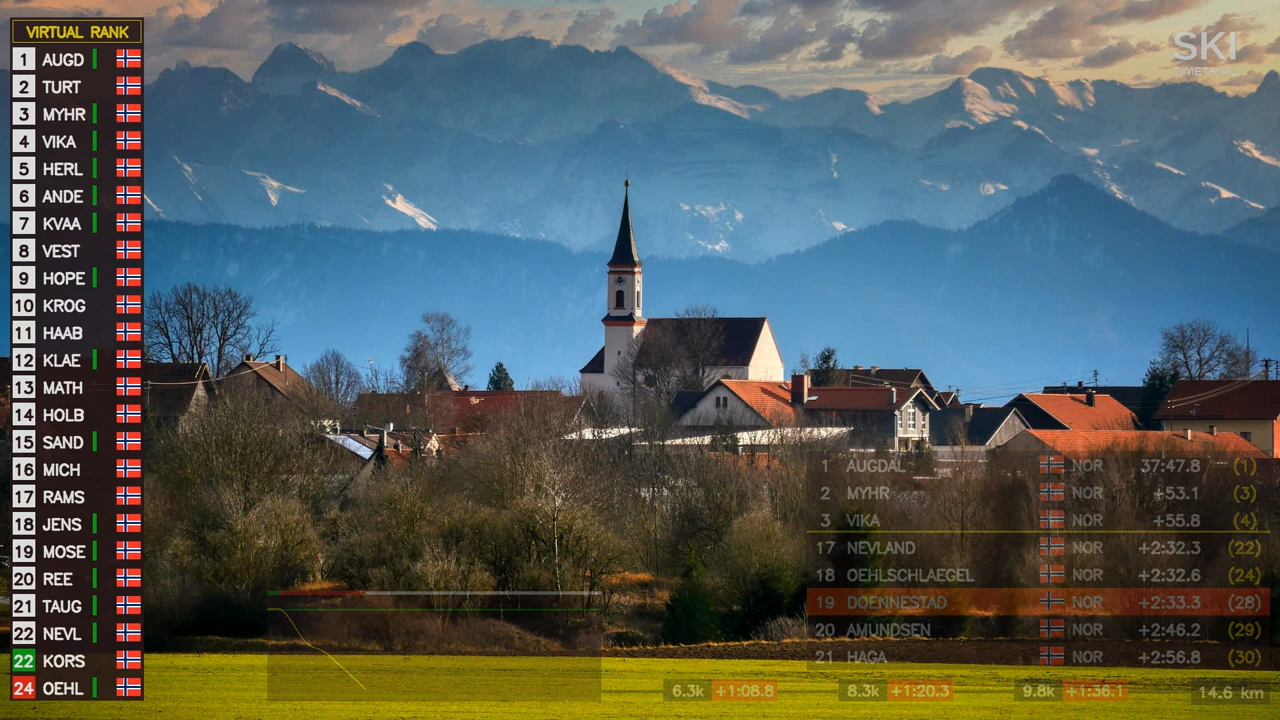 VIRTUAL RANK
1 AUGD
2 TURT
3 MYHR
4 VIKA
5 HERL
6 ANDE
7 KVAA
8 VEST
9 HOPE
10 KROG
11 HAAB
12 KLAE
13 MATH
14 HOLB
15 SAND
16 MICH
17 RAMS
18 JENS
19 MOSE
20 REE
21 TAUG
22 NEVL
22 KORS
24 OEHL
SKI
TIMETRIAL
1 AUGDAL NOR 37:47.8 (1)
2 MYHR NOR +53.1 (3)
3 VIKA NOR +55.8 (4)
17 NEVLAND NOR +2:32.3 (22)
18 OEHLSCHLAEGEL NOR +2:32.6 (24)
19 DOENNESTAD NOR +2:33.3 (28)
20 AMUNDSEN NOR +2:46.2 (29)
21 HAGA NOR +2:56.8 (30)
6.3k +1:08.8 8.3k +1:20.3 9.8k +1:36.1 14.6 km